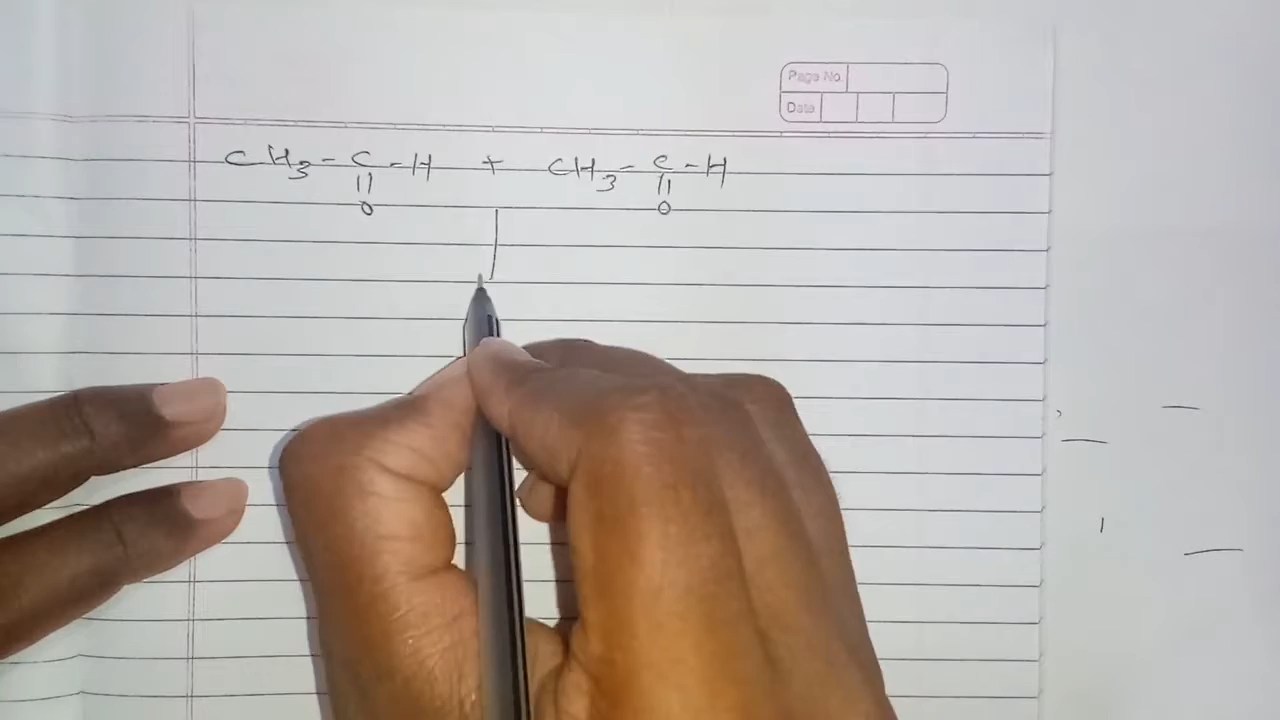 Page No.
Date
CH3-C-H + CH3-C-H
|| ||
O O